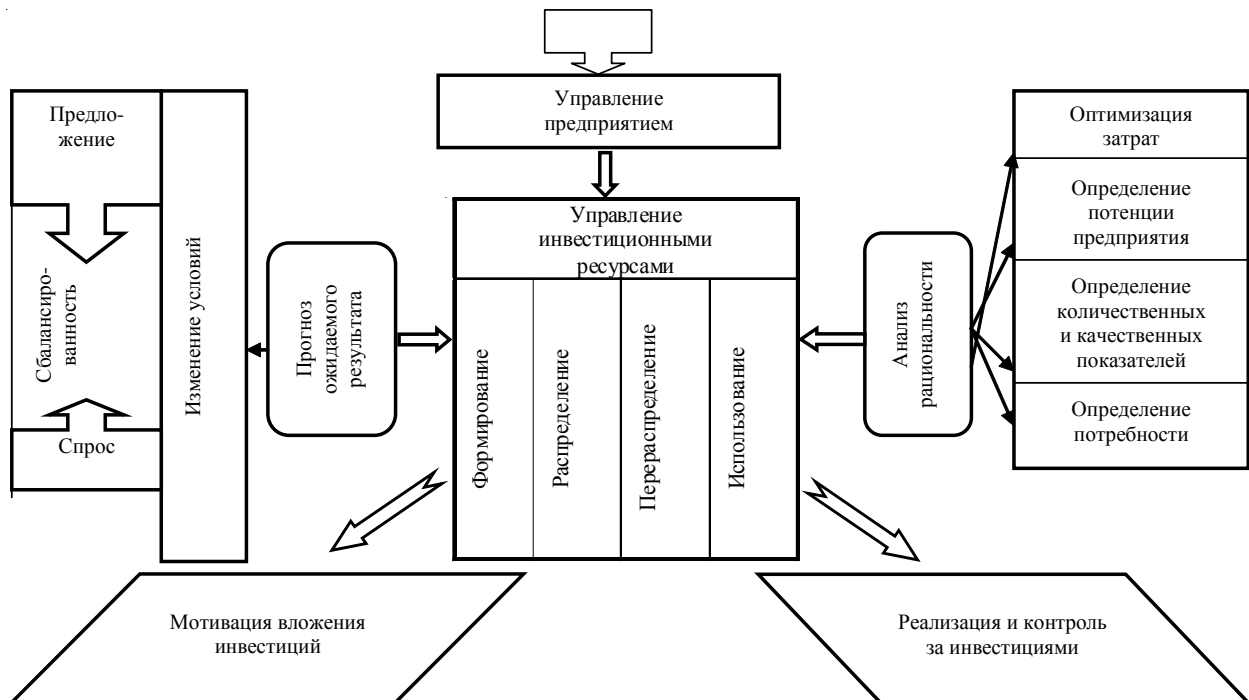 Управление
предприятием
Предло-
жение
Сбалансиро-
ванность
Спрос
Изменение условий
Прогноз
ожидаемого
результата
Управление
инвестиционными
ресурсами
Формирование
Распределение
Перераспределение
Использование
Анализ
рациональности
Оптимизация
затрат
Определение
потенции
предприятия
Определение
количественных
и качественных
показателей
Определение
потребности
Мотивация вложения
инвестиций
Реализация и контроль
за инвестициями